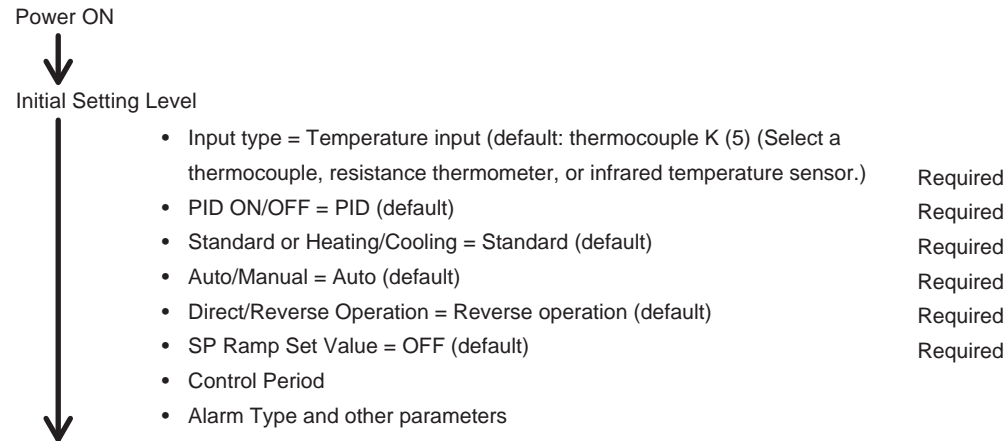 Power ON
Initial Setting Level
• Input type = Temperature input (default: thermocouple K (5) (Select a
thermocouple, resistance thermometer, or infrared temperature sensor.) Required
• PID ON/OFF = PID (default) Required
• Standard or Heating/Cooling = Standard (default) Required
• Auto/Manual = Auto (default) Required
• Direct/Reverse Operation = Reverse operation (default) Required
• SP Ramp Set Value = OFF (default) Required
• Control Period
• Alarm Type and other parameters